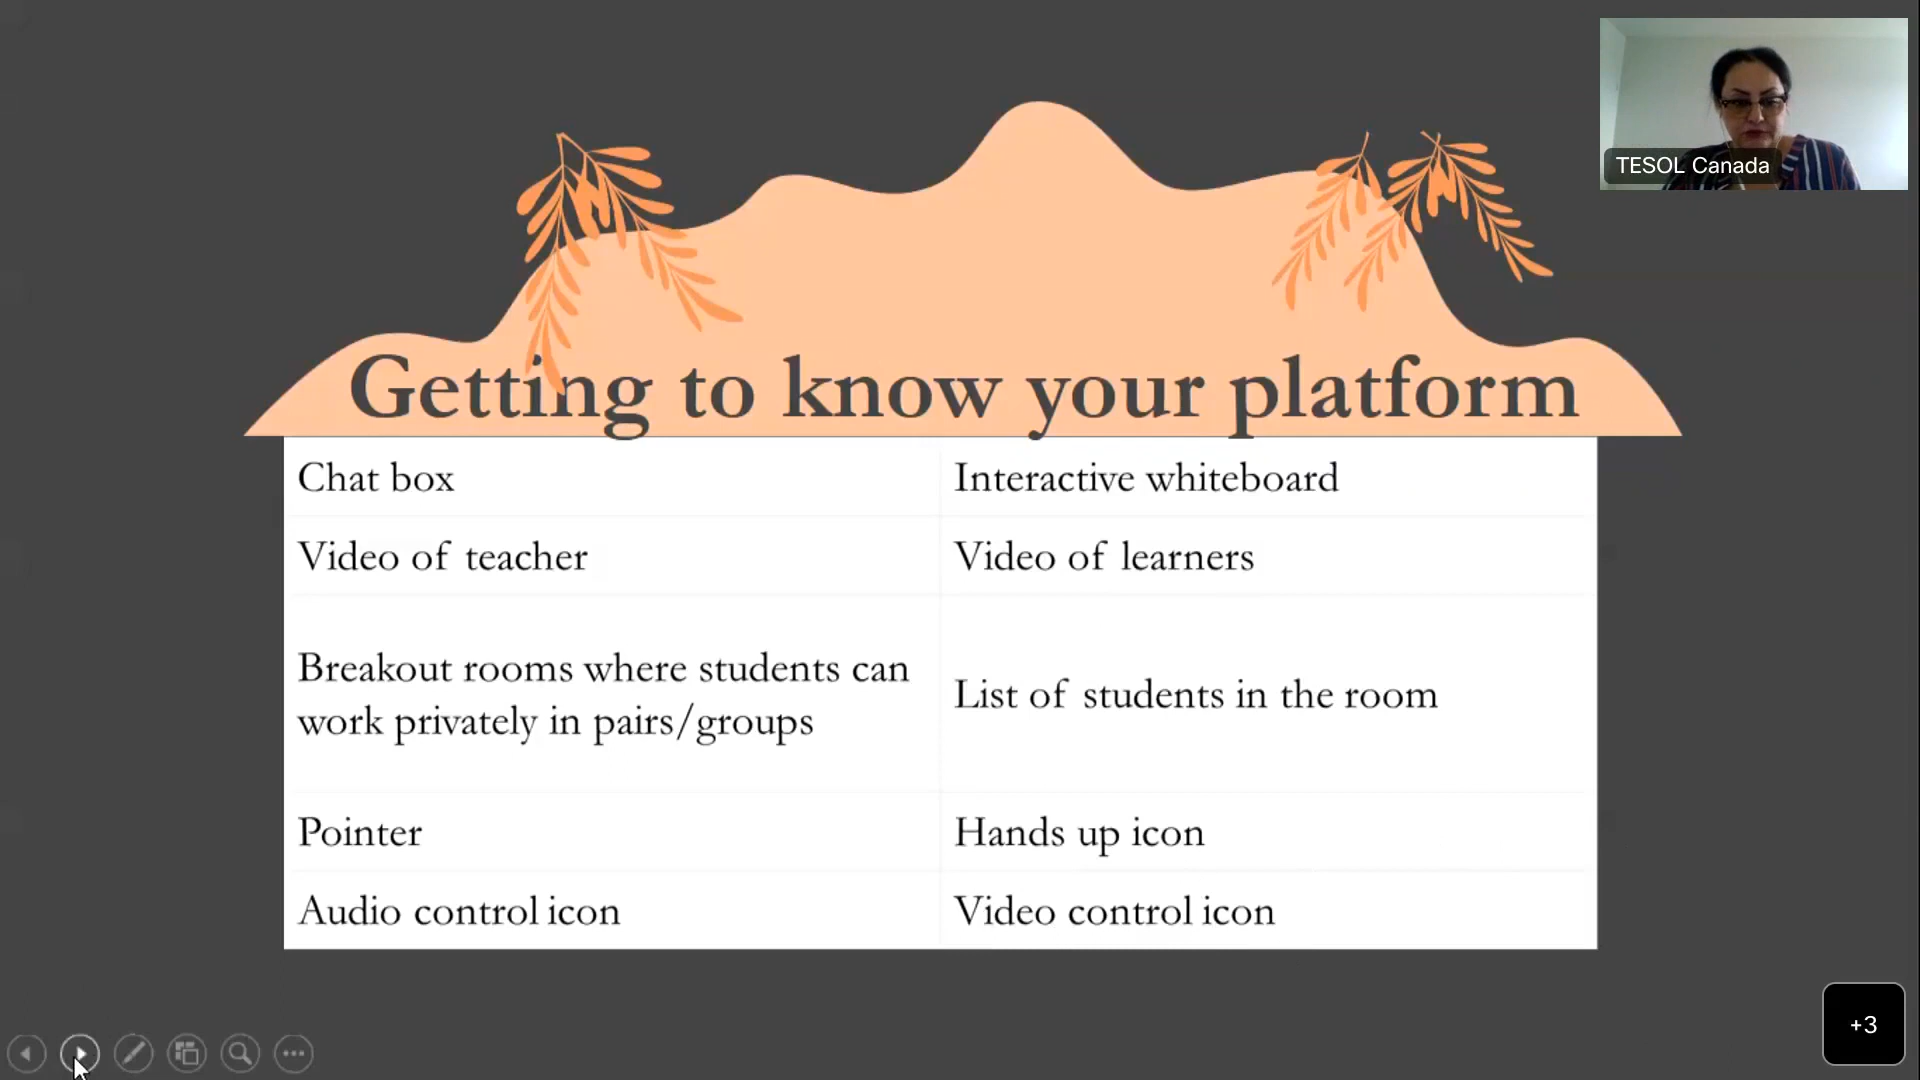 TESOL Canada
Getting to know your platform
Chat box
Interactive whiteboard
Video of teacher
Video of learners
Breakout rooms where students can
work privately in pairs/groups
List of students in the room
Pointer
Hands up icon
Audio control icon
Video control icon
+3